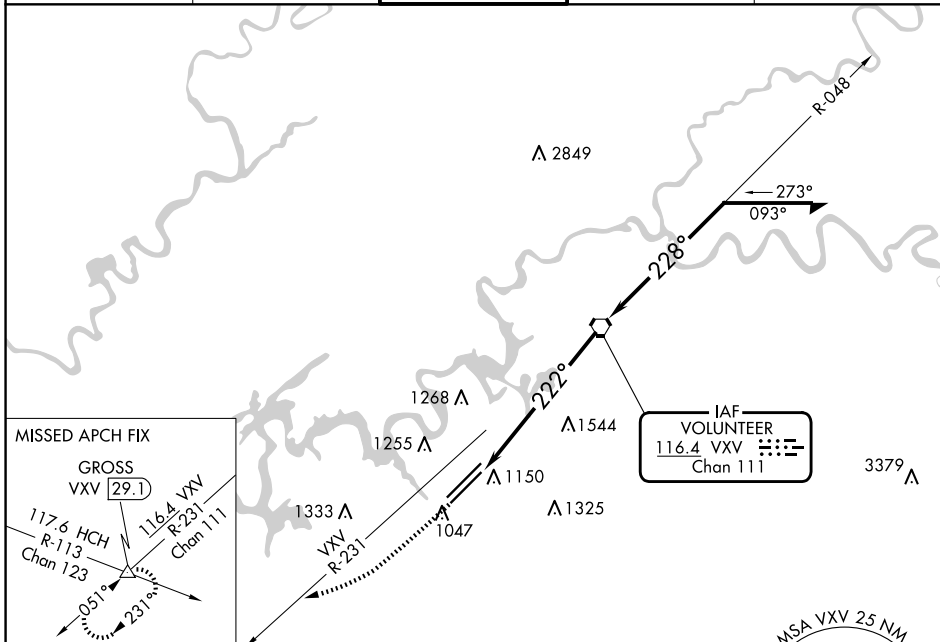 R-048
2849
273°
093°
228°
222°
IAF
VOLUNTEER
116.4 VXV
Chan 111
1268
1255
1544
1150
3379
1333
1325
1047
VXV
R-231
MISSED APCH FIX
GROSS
VXV 29.1
117.6 HCH
R-113
Chan 123
116.4 VXV
R-231
Chan 111
051°
231°
MSA VXV 25 NM